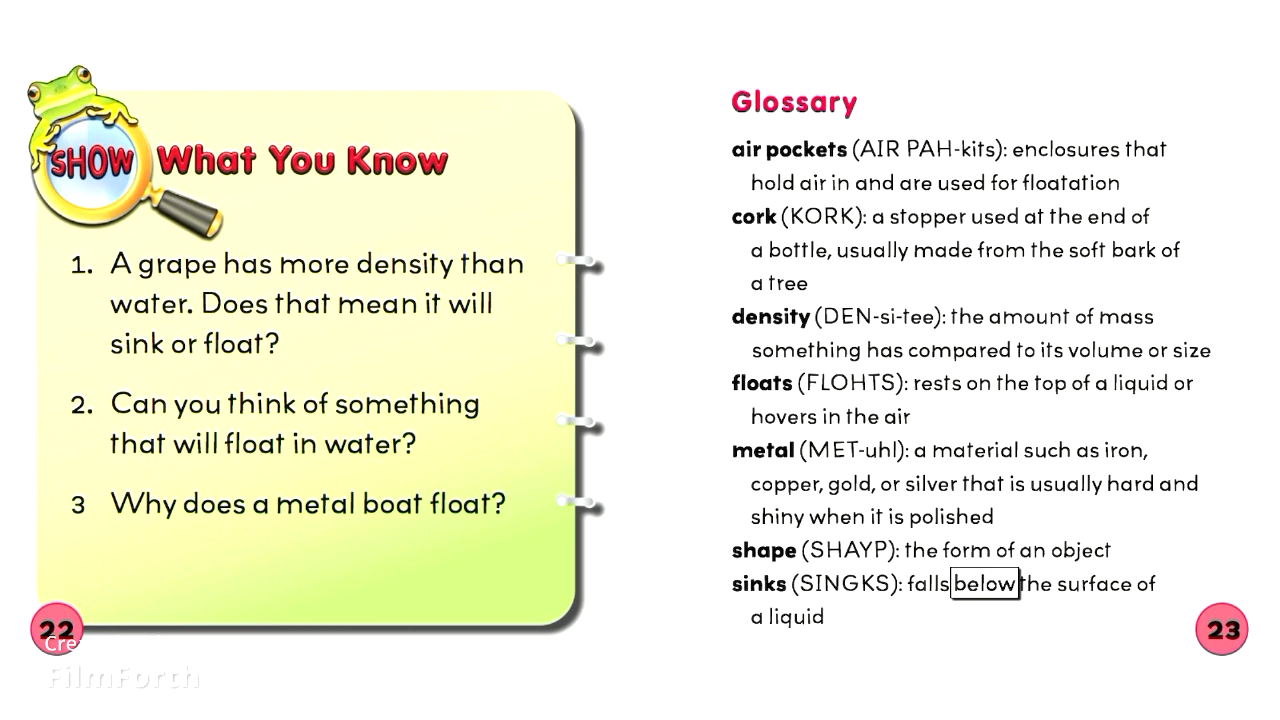 SHOW What You Know
1. A grape has more density than
water. Does that mean it will
sink or float?
2. Can you think of something
that will float in water?
3 Why does a metal boat float?
22
Cre
FilmForth
Glossary
air pockets (AIR PAH-kits): enclosures that
hold air in and are used for floatation
cork (KORK): a stopper used at the end of
a bottle, usually made from the soft bark of
a tree
density (DEN-si-tee): the amount of mass
something has compared to its volume or size
floats (FLOHTS): rests on the top of a liquid or
hovers in the air
metal (MET-uhl): a material such as iron,
copper, gold, or silver that is usually hard and
shiny when it is polished
shape (SHAYP): the form of an object
sinks (SINGKS): falls below the surface of
a liquid
23